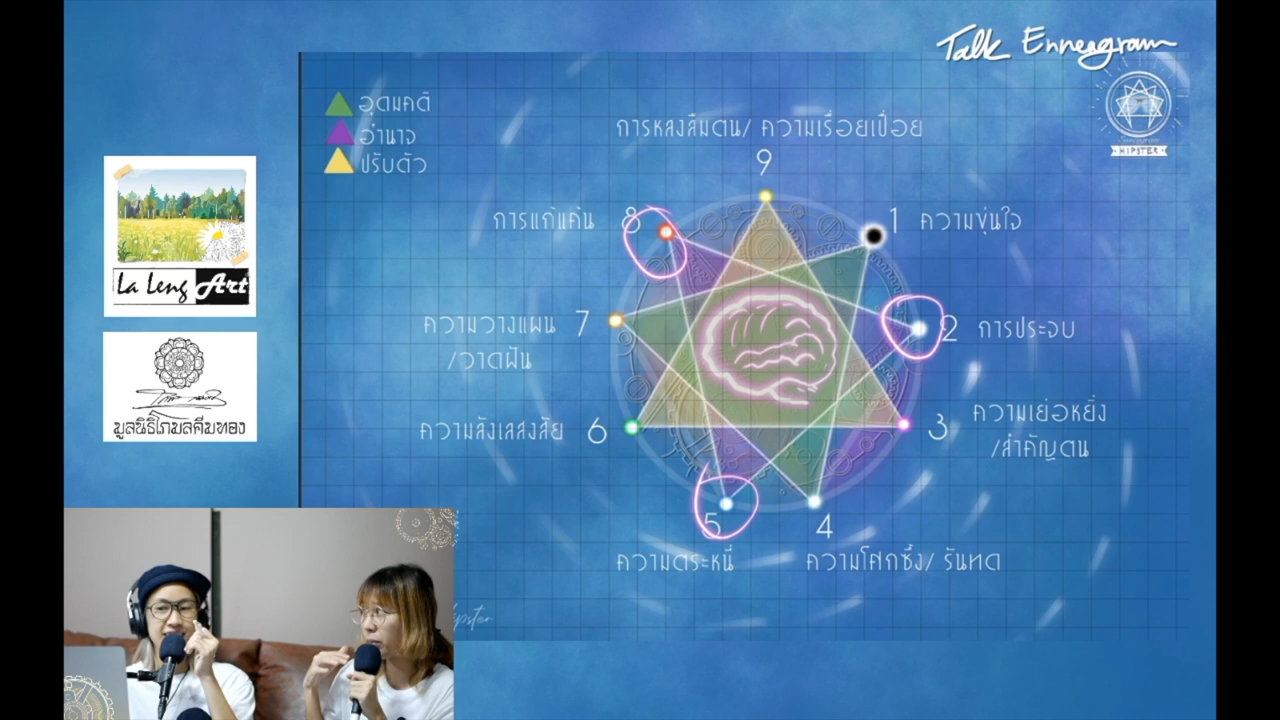 Talk Enneagram
อุดมคติ
อำนาจ
ปรับตัว
การหลงลืมตน/ ความเรื่อยเปื่อย
9
การแก้แค้น 8
1 ความขุ่นใจ
ความวางแผน 7
/วาดฝัน
2 การประจบ
ความลังเลสงสัย 6
3 ความเย่อหยิ่ง
/สำคัญตน
5
ความตระหนี่
4
ความโศกซึ้ง/ รันทด
HIPSTER
La Leng Art
มูลนิธิโกมลคีมทอง